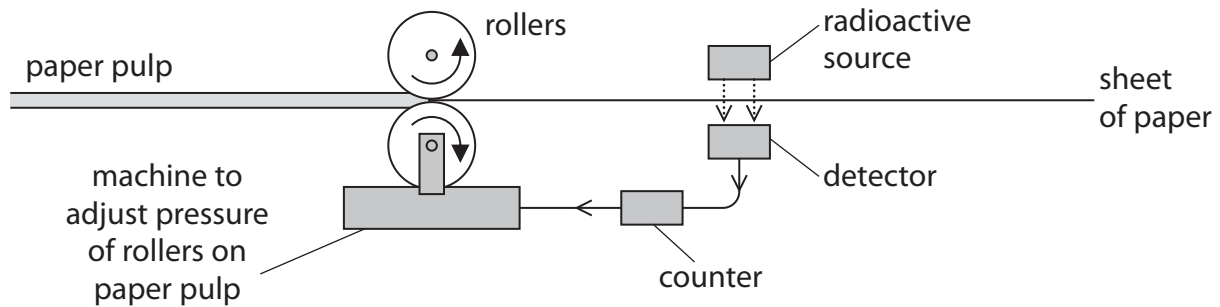 rollers
radioactive
source
paper pulp
sheet
of paper
machine to
adjust pressure
of rollers on
paper pulp
detector
counter